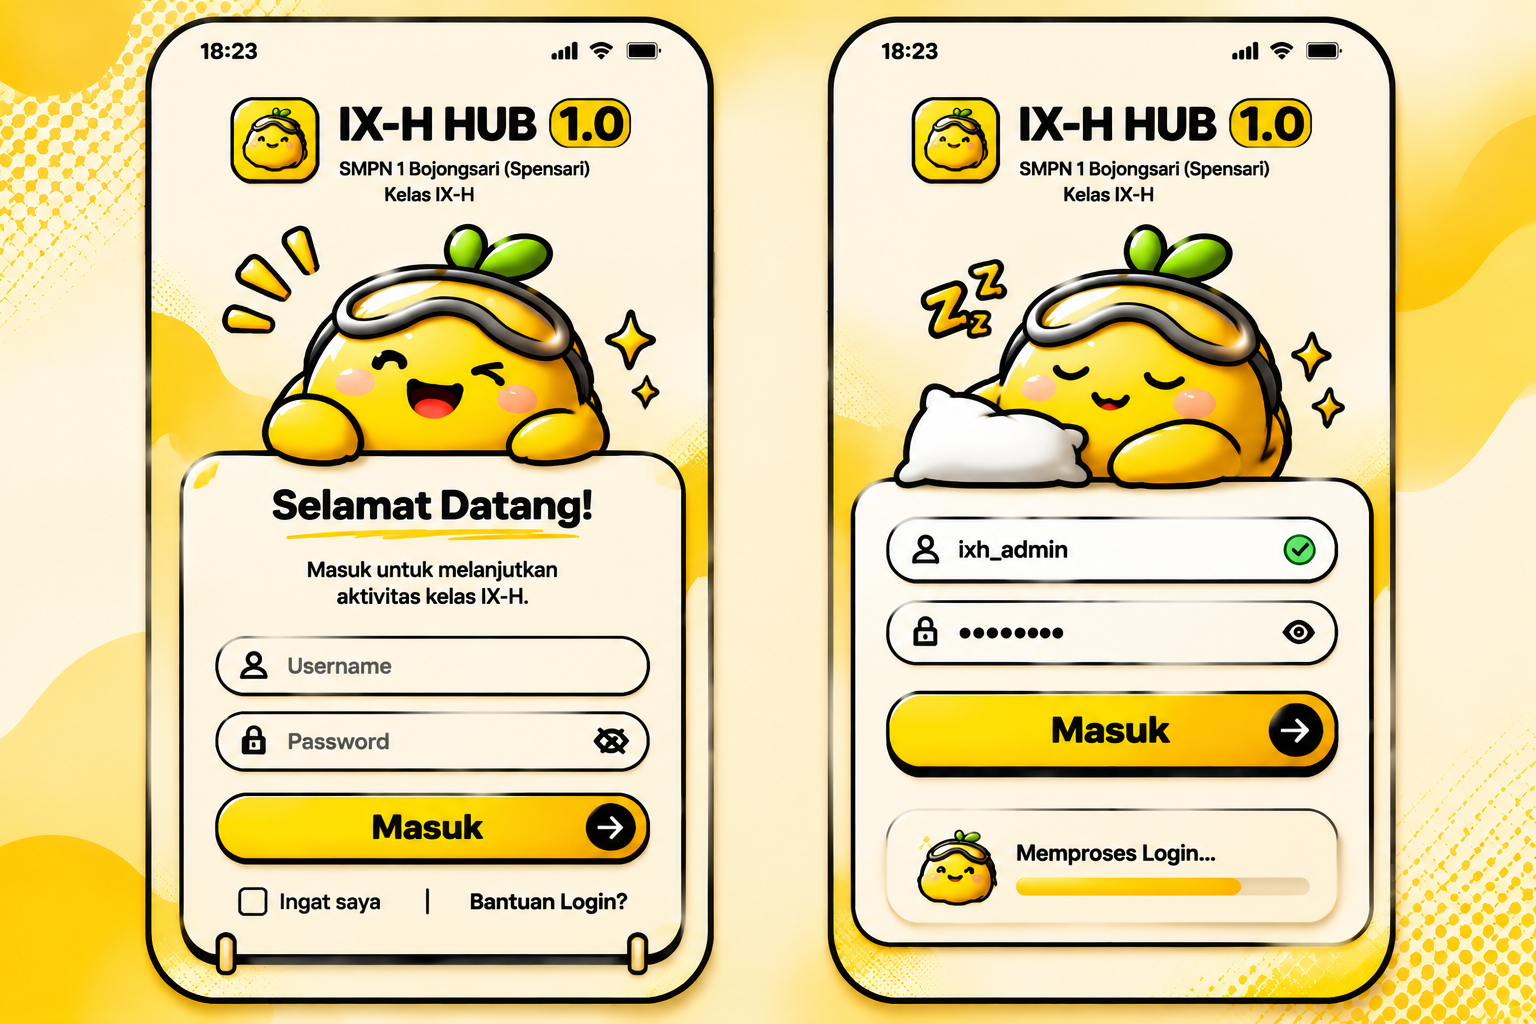 18:23
IX-H HUB 1.0
SMPN 1 Bojongsari (Spensari)
Kelas IX-H
Selamat Datang!
Masuk untuk melanjutkan
aktivitas kelas IX-H.
Username
Password
Masuk
Ingat saya | Bantuan Login?
18:23
IX-H HUB 1.0
SMPN 1 Bojongsari (Spensari)
Kelas IX-H
Z Z Z
ixh_admin
••••••••
Masuk
Memproses Login...